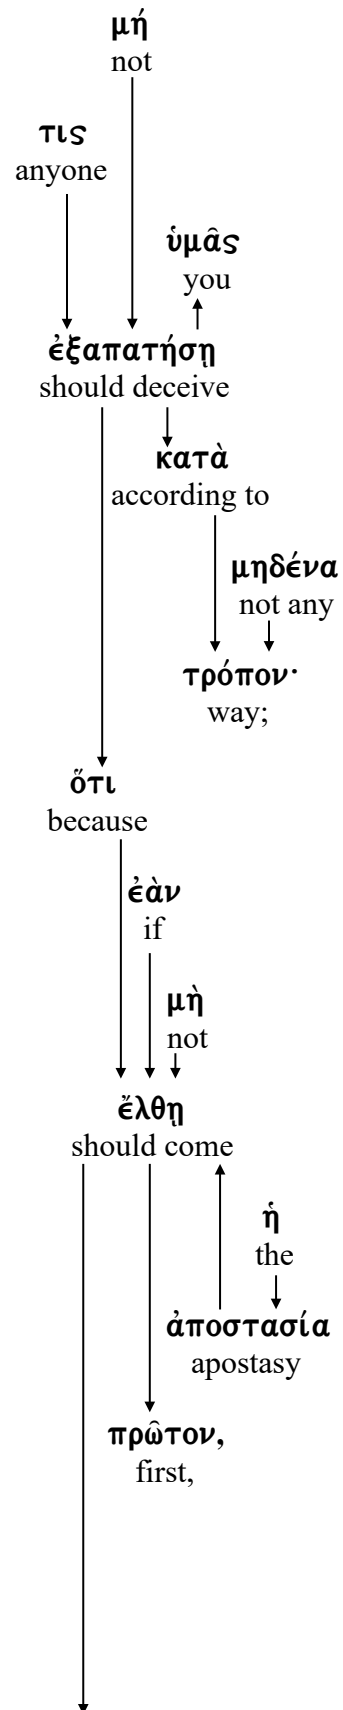 μή
not
τις
anyone
ὑμᾶς
you
ἐξαπατήσῃ
should deceive
κατὰ
according to
μηδένα
not any
τρόπον·
way;
ὅτι
because
ἐὰν
if
μὴ
not
ἔλθῃ
should come
ἡ
the
ἀποστασία
apostasy
πρῶτον,
first,